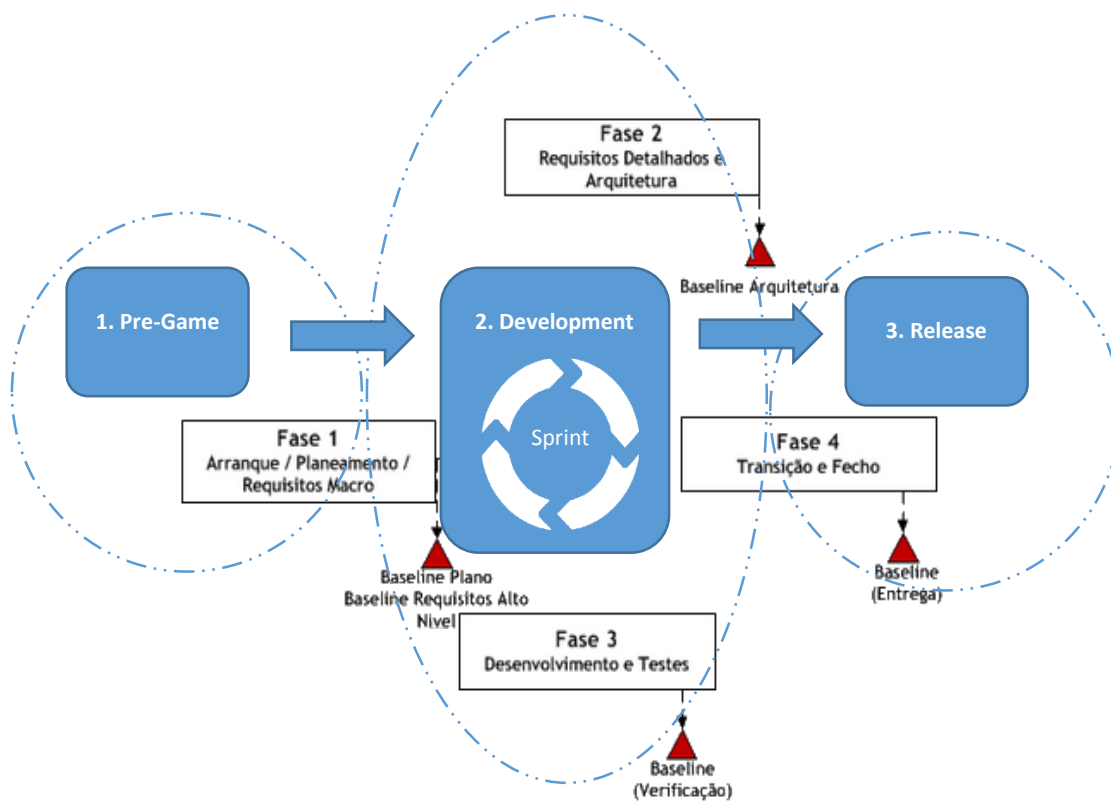 Fase 2
Requisitos Detalhados e
Arquitetura
Baseline Arquitetura
1. Pre-Game
2. Development
Sprint
3. Release
Fase 1
Arranque / Planeamento /
Requisitos Macro
Baseline Plano
Baseline Requisitos Alto
Nivel
Fase 4
Transição e Fecho
Baseline
(Entrega)
Fase 3
Desenvolvimento e Testes
Baseline
(Verificação)